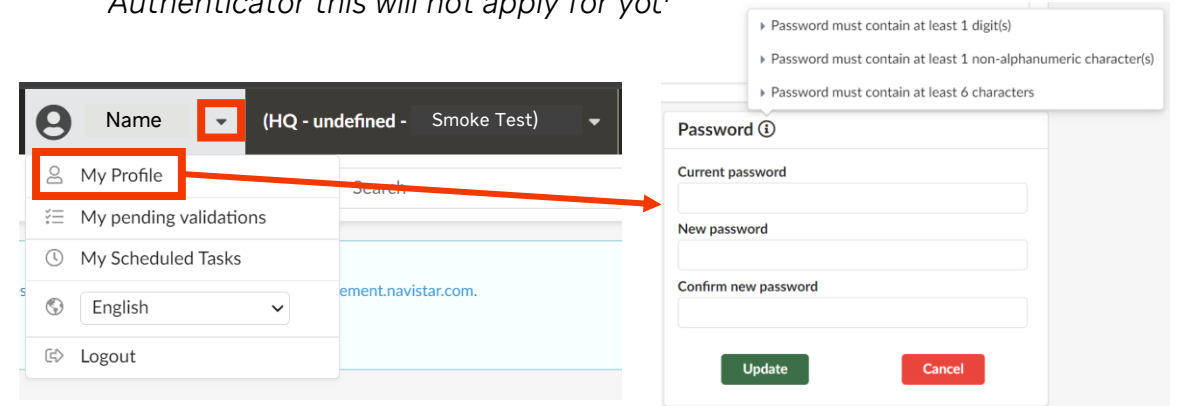 Authenticator this will not apply for you
Password must contain at least 1 digit(s)
Password must contain at least 1 non-alphanumeric character(s)
Password must contain at least 6 characters
Name
(HQ - undefined - Smoke Test)
My Profile
Search
My pending validations
My Scheduled Tasks
ement.navistar.com.
English
Logout
Password
Current password
New password
Confirm new password
Update
Cancel